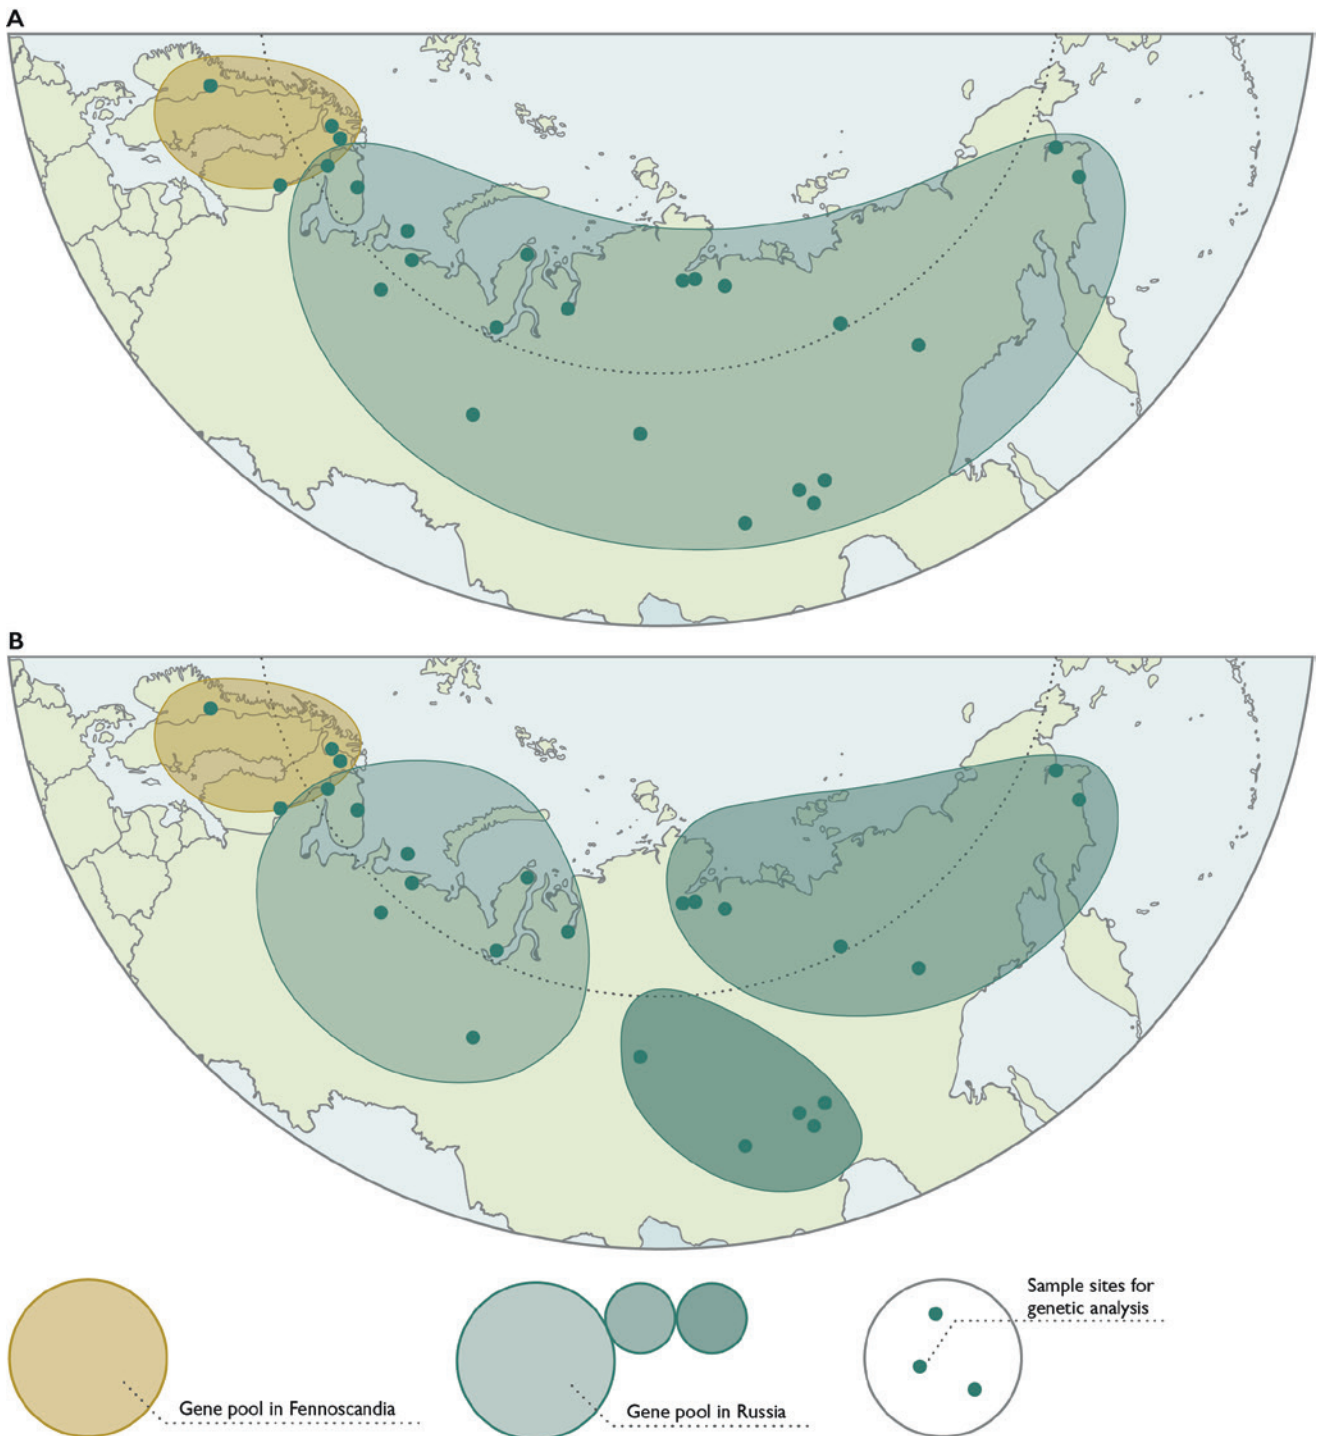 A
B
Sample sites for
genetic analysis
Gene pool in Fennoscandia
Gene pool in Russia